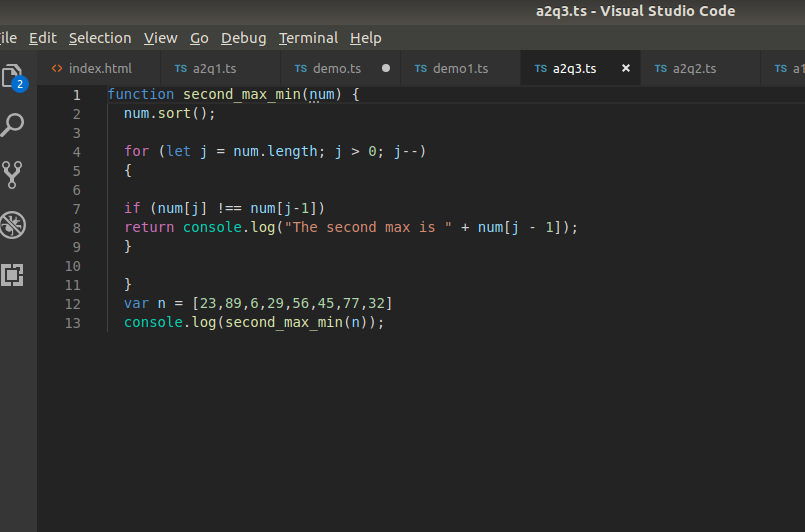 a2q3.ts - Visual Studio Code
ile Edit Selection View Go Debug Terminal Help
<> index.html TS a2q1.ts TS demo.ts ● TS demo1.ts TS a2q3.ts × TS a2q2.ts TS a1
2
1 function second_max_min(num) {
2 num.sort();
3
4 for (let j = num.length; j > 0; j--)
5 {
6
7 if (num[j] !== num[j-1])
8 return console.log("The second max is " + num[j - 1]);
9 }
10
11 }
12 var n = [23,89,6,29,56,45,77,32]
13 console.log(second_max_min(n));